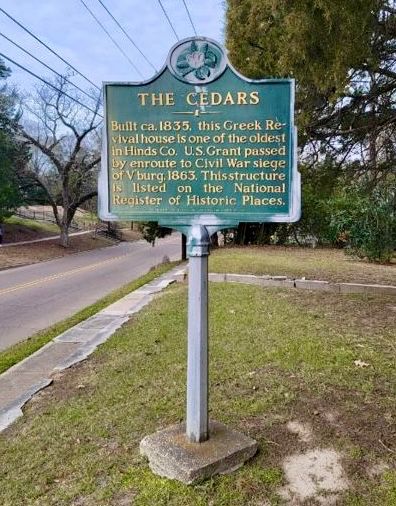 THE CEDARS
Built ca. 1835, this Greek Re-
vival house is one of the oldest
in Hinds Co. U.S. Grant passed
by enroute to Civil War siege
of V'burg, 1863. This structure
is listed on the National
Register of Historic Places.